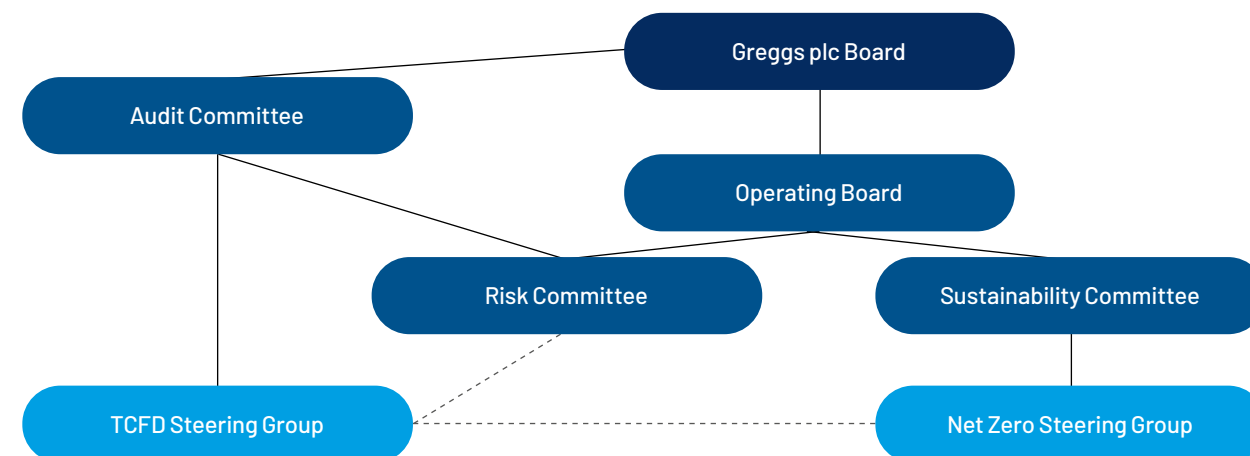 Greggs plc Board
Audit Committee
Operating Board
Risk Committee
Sustainability Committee
TCFD Steering Group
Net Zero Steering Group